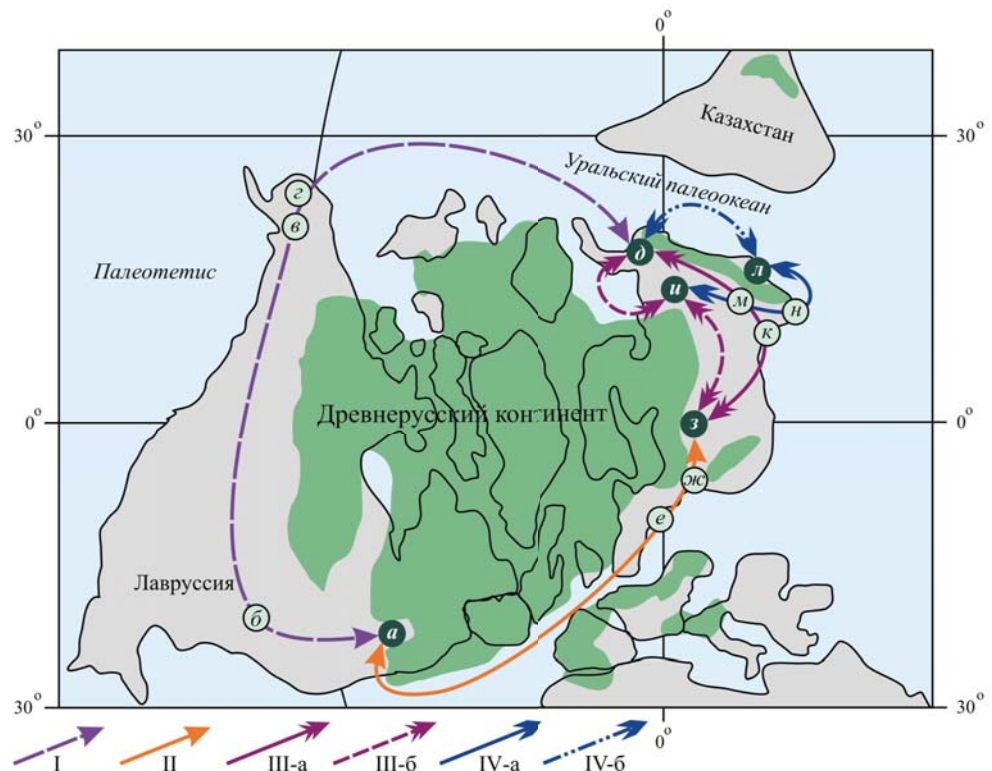 0°
30°
Казахстан
30°
Уральский палеоокеан
г
в
Палеотетис
д
л
и
м
н
к
0°
Древнерусский континент
з
0°
ж
е
Лавруссия
б
а
30°
30°
0°
I
II
III-а
III-б
IV-а
IV-б